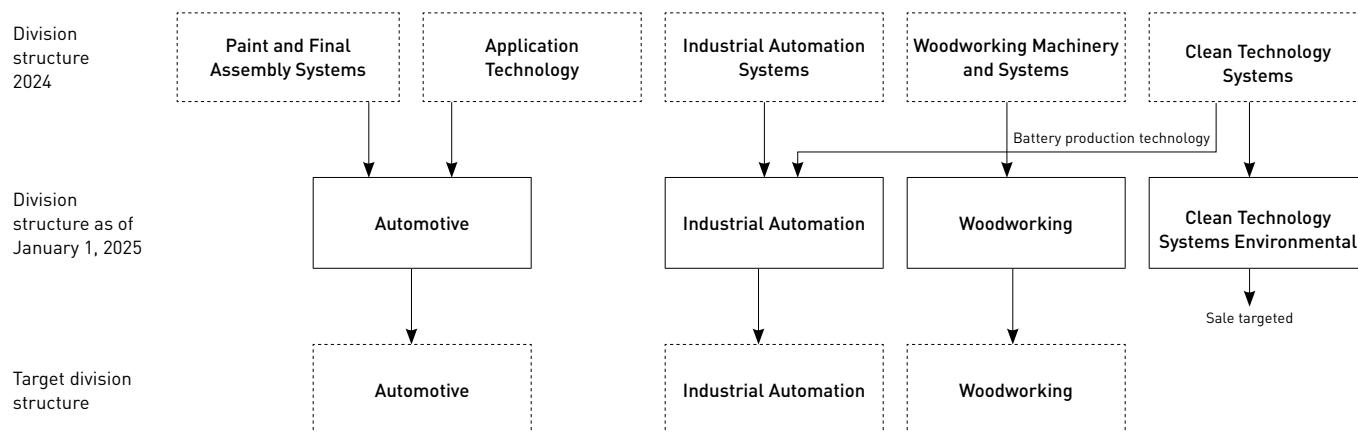 Division
structure
2024
Paint and Final
Assembly Systems
Application
Technology
Industrial Automation
Systems
Woodworking Machinery
and Systems
Clean Technology
Systems
Battery production technology
Division
structure as of
January 1, 2025
Automotive
Industrial Automation
Woodworking
Clean Technology
Systems Environmental
Sale targeted
Target division
structure
Automotive
Industrial Automation
Woodworking